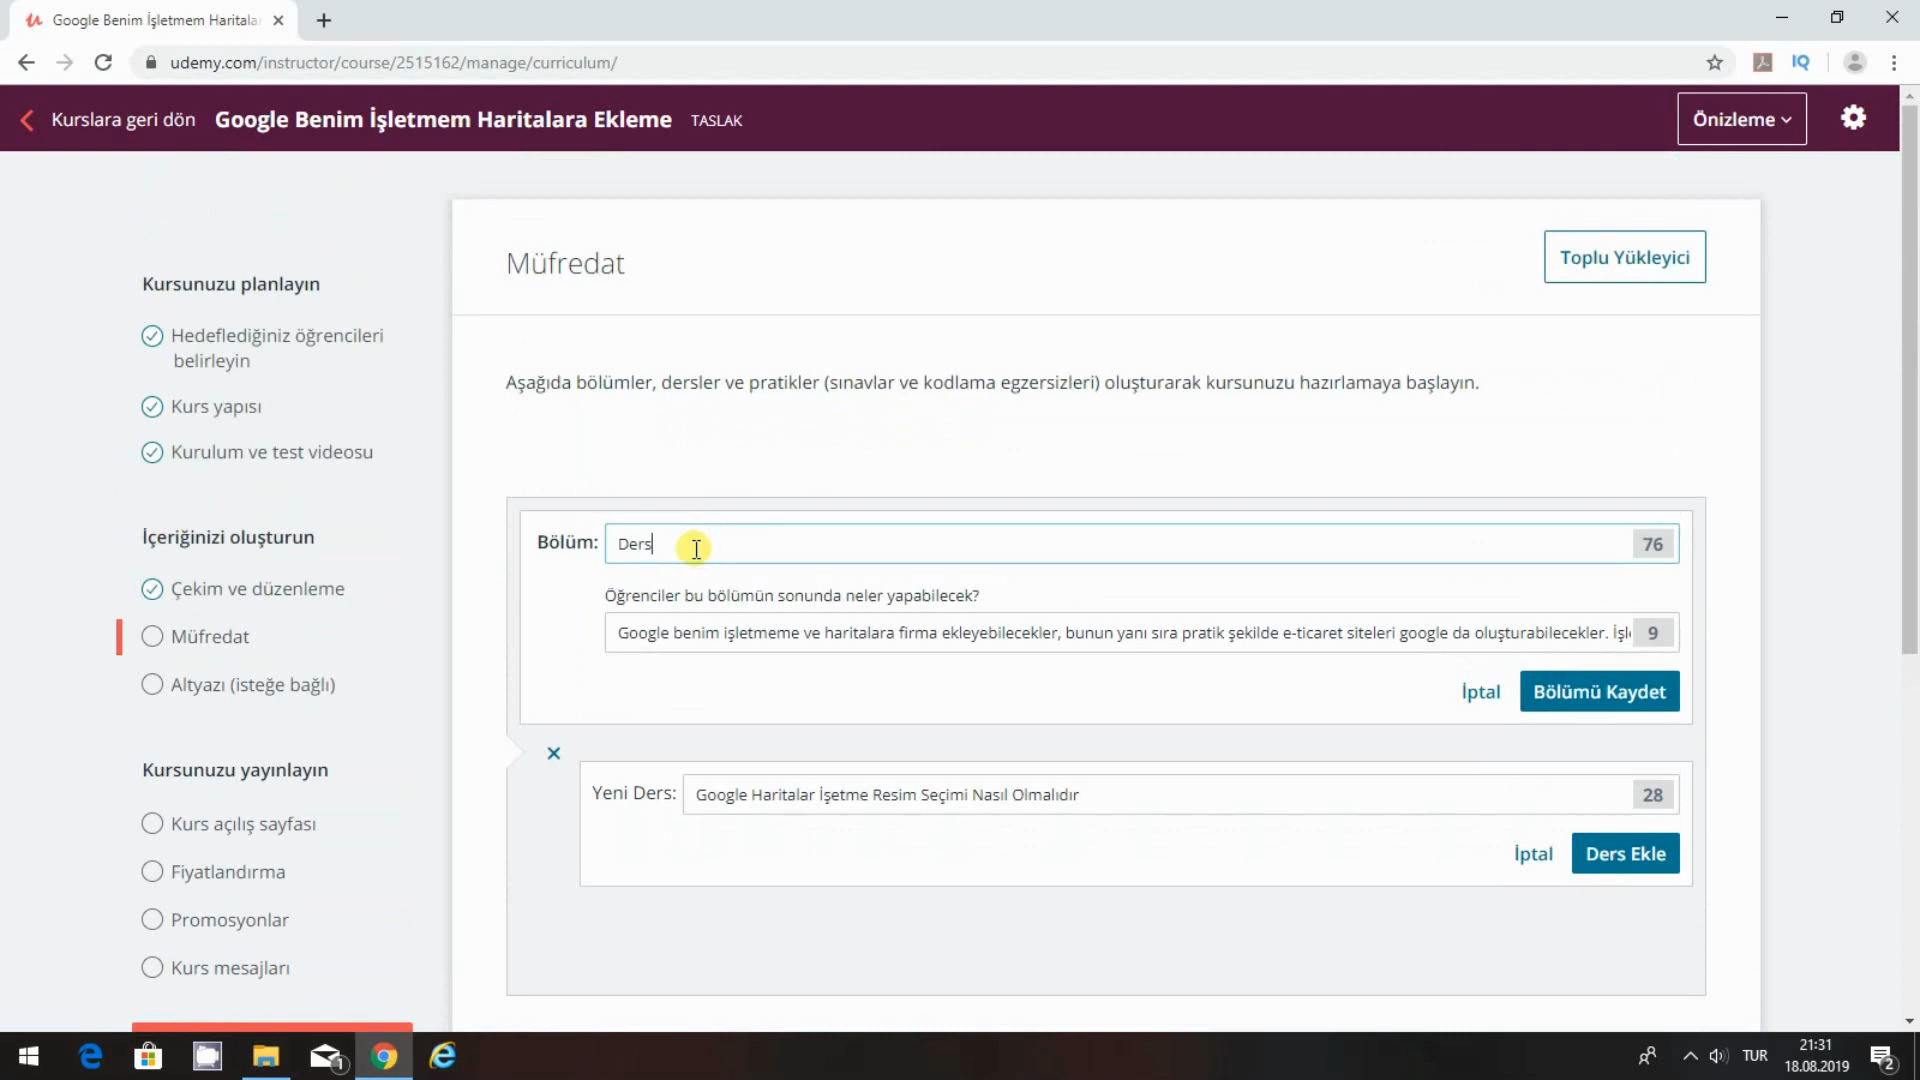 Google Benim İşletmem Haritala
udemy.com/instructor/course/2515162/manage/curriculum/
IQ
Kurslara geri dön
Google Benim İşletmem Haritalara Ekleme
TASLAK
Önizleme
Müfredat
Toplu Yükleyici
Kursunuzu planlayın
Hedeflediğiniz öğrencileri
belirleyin
Kurs yapısı
Kurulum ve test videosu
Aşağıda bölümler, dersler ve pratikler (sınavlar ve kodlama egzersizleri) oluşturarak kursunuzu hazırlamaya başlayın.
İçeriğinizi oluşturun
Çekim ve düzenleme
Müfredat
Altyazı (isteğe bağlı)
Bölüm:
Ders
76
Öğrenciler bu bölümün sonunda neler yapabilecek?
Google benim işletmeme ve haritalara firma ekleyebilecekler, bunun yanı sıra pratik şekilde e-ticaret siteleri google da oluşturabilecekler. İşl
9
İptal
Bölümü Kaydet
Yeni Ders:
Google Haritalar İşetme Resim Seçimi Nasıl Olmalıdır
28
İptal
Ders Ekle
Kursunuzu yayınlayın
Kurs açılış sayfası
Fiyatlandırma
Promosyonlar
Kurs mesajları
1
TUR
21:31
18.08.2019
2